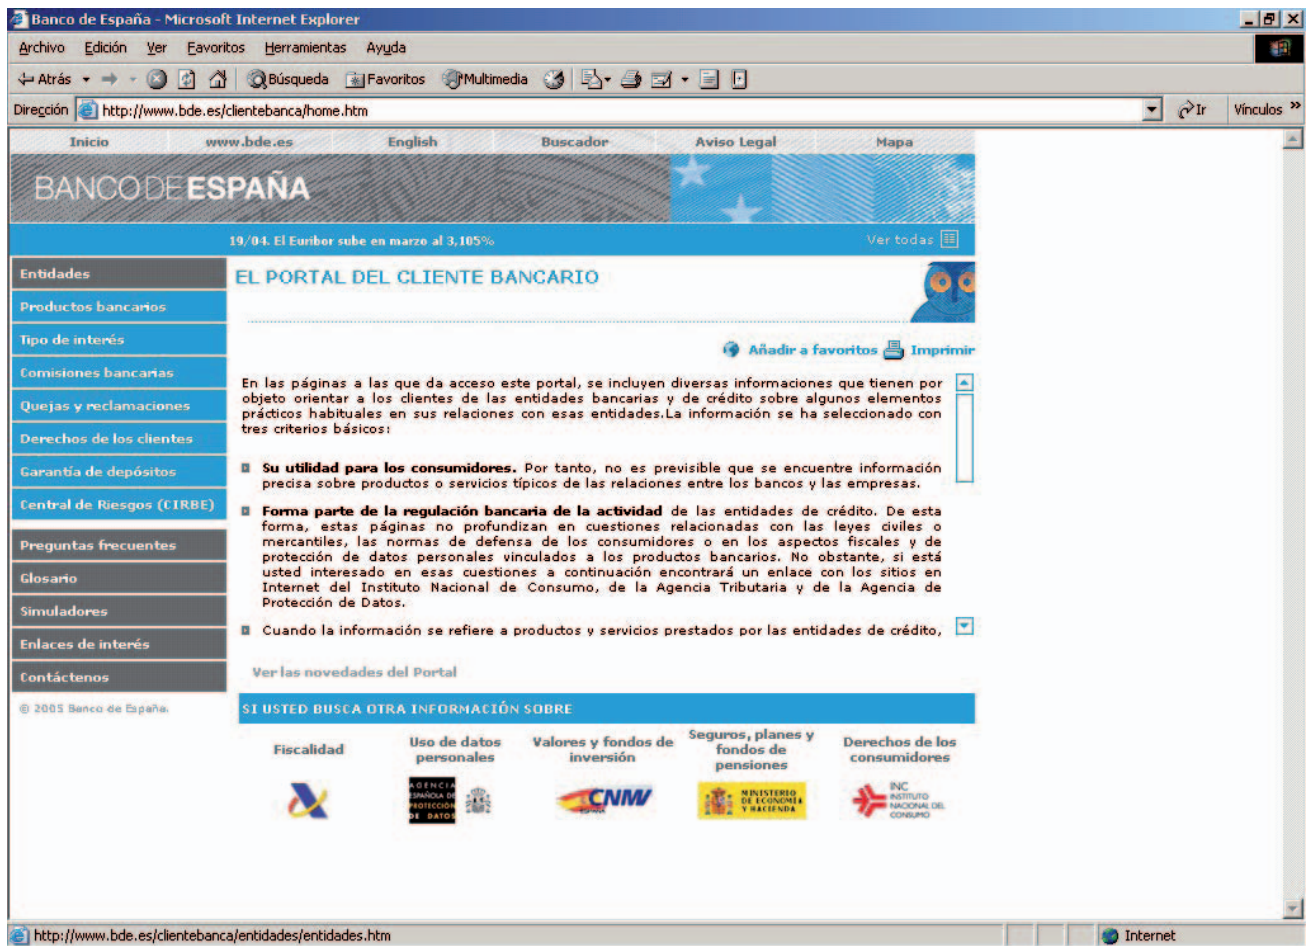 Banco de España - Microsoft Internet Explorer
Archivo Edición Ver Favoritos Herramientas Ayuda
Atrás Búsqueda Favoritos Multimedia
Dirección http://www.bde.es/clientebanca/home.htm Ir Vínculos »
Inicio www.bde.es English Buscador Aviso Legal Mapa
BANCO DE ESPAÑA
19/04. El Euribor sube en marzo al 3,105% Ver todas
Entidades
Productos bancarios
Tipo de interés
Comisiones bancarias
Quejas y reclamaciones
Derechos de los clientes
Garantía de depósitos
Central de Riesgos (CIRBE)
Preguntas frecuentes
Glosario
Simuladores
Enlaces de interés
Contáctenos
© 2005 Banco de España.
EL PORTAL DEL CLIENTE BANCARIO
Añadir a favoritos Imprimir
En las páginas a las que da acceso este portal, se incluyen diversas informaciones que tienen por
objeto orientar a los clientes de las entidades bancarias y de crédito sobre algunos elementos
prácticos habituales en sus relaciones con esas entidades.La información se ha seleccionado con
tres criterios básicos:
Su utilidad para los consumidores. Por tanto, no es previsible que se encuentre información
precisa sobre productos o servicios típicos de las relaciones entre los bancos y las empresas.
Forma parte de la regulación bancaria de la actividad de las entidades de crédito. De esta
forma, estas páginas no profundizan en cuestiones relacionadas con las leyes civiles o
mercantiles, las normas de defensa de los consumidores o en los aspectos fiscales y de
protección de datos personales vinculados a los productos bancarios. No obstante, si está
usted interesado en esas cuestiones a continuación encontrará un enlace con los sitios en
Internet del Instituto Nacional de Consumo, de la Agencia Tributaria y de la Agencia de
Protección de Datos.
Cuando la información se refiere a productos y servicios prestados por las entidades de crédito,
Ver las novedades del Portal
SI USTED BUSCA OTRA INFORMACIÓN SOBRE
Fiscalidad
Uso de datos
personales
Valores y fondos de
inversión
Seguros, planes y
fondos de
pensiones
Derechos de los
consumidores
AGENCIA
ESPAÑOLA DE
PROTECCIÓN
DE DATOS
CNMV
ESPAÑA
MINISTERIO
DE ECONOMÍA
Y HACIENDA
INC
INSTITUTO
NACIONAL DEL
CONSUMO
http://www.bde.es/clientebanca/entidades/entidades.htm Internet